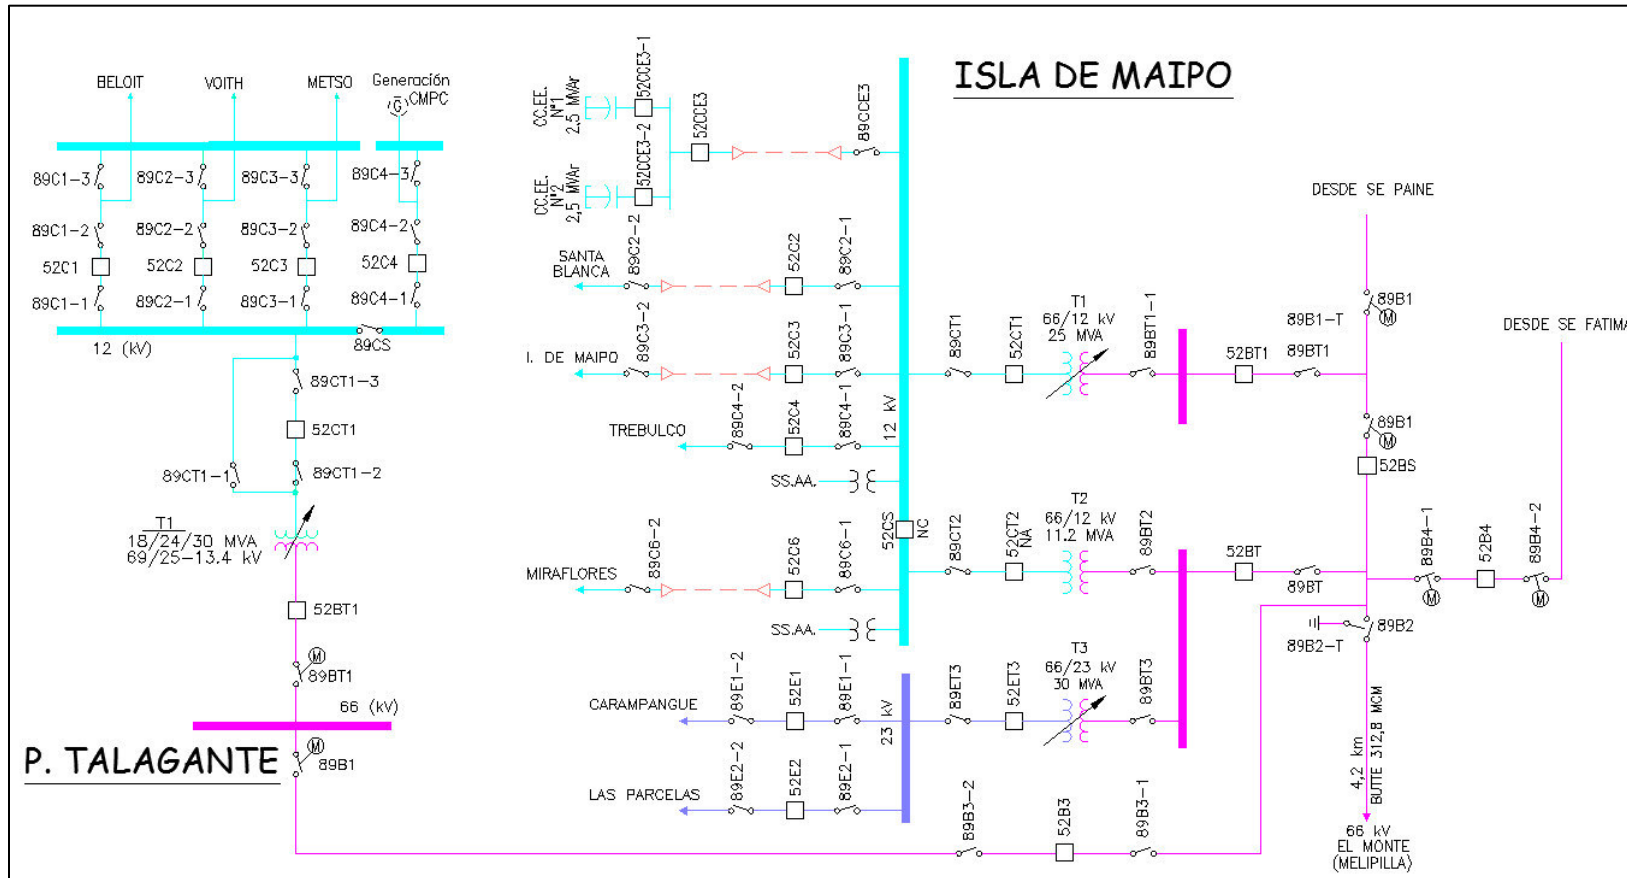 ISLA DE MAIPO
BELOIT
VOITH
METSO
Generación
CMPC
G
89C1-3
89C2-3
89C3-3
89C4-3
89C1-2
89C2-2
89C3-2
89C4-2
52C1
52C2
52C3
52C4
89C1-1
89C2-1
89C3-1
89C4-1
12 (kV)
89CS
89CT1-3
52CT1
89CT1-1
89CT1-2
T1
18/24/30 MVA
69/25-13.4 kV
52BT1
M
89BT1
66 (kV)
P. TALAGANTE
M
89B1
CC.EE.
Nº1
2,5 MVAr
52CCE3-1
CC.EE.
Nº2
2,5 MVAr
52CCE3-2
52CCE3
89CCE3
SANTA
BLANCA
89C2-2
52C2
89C2-1
I. DE MAIPO
89C3-2
52C3
89C3-1
TREBULCO
89C4-2
52C4
89C4-1
12 kV
SS.AA.
52CS
NC
MIRAFLORES
89C6-2
52C6
89C6-1
SS.AA.
CARAMPANGUE
89E1-2
52E1
89E1-1
23 kV
LAS PARCELAS
89E2-2
52E2
89E2-1
89CT1
52CT1
T1
66/12 kV
25 MVA
89BT1-1
52BT1
89B1-T
89BT1
89CT2
52CT2
NA
T2
66/12 kV
11.2 MVA
89BT2
52BT
89BT
89ET3
52ET3
T3
66/23 kV
30 MVA
89BT3
89B3-2
52B3
89B3-1
DESDE SE PAINE
89B1
M
DESDE SE FATIMA
89B1
M
52BS
89B4-1
M
52B4
89B4-2
M
89B2
89B2-T
4,2 km
BUTTE 312,8 MCM
66 kV
EL MONTE
(MELIPILLA)